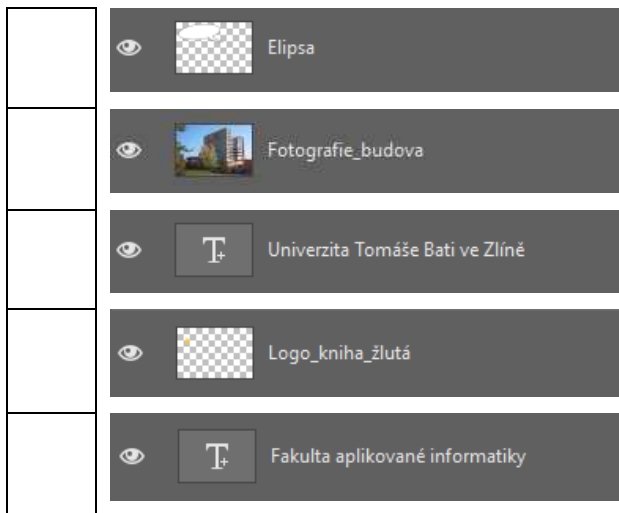 Elipsa
Fotografie_budova
Univerzita Tomáše Bati ve Zlíně
Logo_kniha_žlutá
Fakulta aplikované informatiky